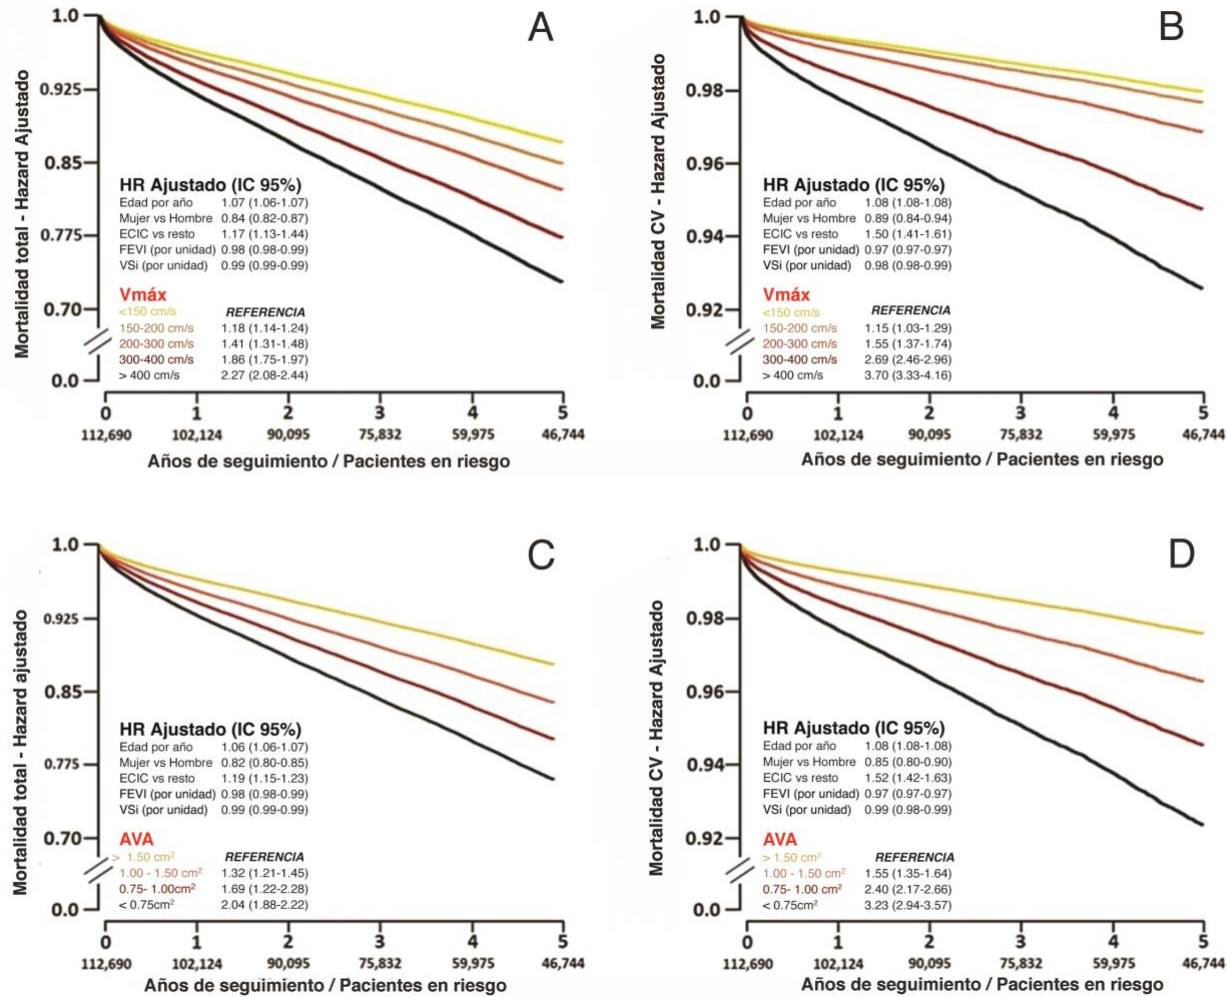 A
Mortalidad total - Hazard Ajustado
1.0
0.925
0.85
0.775
0.70
0.0
HR Ajustado (IC 95%)
Edad por año 1.07 (1.06-1.07)
Mujer vs Hombre 0.84 (0.82-0.87)
ECIC vs resto 1.17 (1.13-1.44)
FEVI (por unidad) 0.98 (0.98-0.99)
VSi (por unidad) 0.99 (0.99-0.99)
Vmáx
<150 cm/s REFERENCIA
150-200 cm/s 1.18 (1.14-1.24)
200-300 cm/s 1.41 (1.31-1.48)
300-400 cm/s 1.86 (1.75-1.97)
> 400 cm/s 2.27 (2.08-2.44)
0 1 2 3 4 5
112,690 102,124 90,095 75,832 59,975 46,744
Años de seguimiento / Pacientes en riesgo
B
Mortalidad CV - Hazard Ajustado
1.0
0.98
0.96
0.94
0.92
0.0
HR Ajustado (IC 95%)
Edad por año 1.08 (1.08-1.08)
Mujer vs Hombre 0.89 (0.84-0.94)
ECIC vs resto 1.50 (1.41-1.61)
FEVI (por unidad) 0.97 (0.97-0.97)
VSi (por unidad) 0.98 (0.98-0.99)
Vmáx
<150 cm/s REFERENCIA
150-200 cm/s 1.15 (1.03-1.29)
200-300 cm/s 1.55 (1.37-1.74)
300-400 cm/s 2.69 (2.46-2.96)
> 400 cm/s 3.70 (3.33-4.16)
0 1 2 3 4 5
112,690 102,124 90,095 75,832 59,975 46,744
Años de seguimiento / Pacientes en riesgo
C
Mortalidad total - Hazard ajustado
1.0
0.925
0.85
0.775
0.70
0.0
HR Ajustado (IC 95%)
Edad por año 1.06 (1.06-1.07)
Mujer vs Hombre 0.82 (0.80-0.85)
ECIC vs resto 1.19 (1.15-1.23)
FEVI (por unidad) 0.98 (0.98-0.99)
VSi (por unidad) 0.99 (0.99-0.99)
AVA
> 1.50 cm² REFERENCIA
1.00 - 1.50 cm² 1.32 (1.21-1.45)
0.75- 1.00cm² 1.69 (1.22-2.28)
< 0.75cm² 2.04 (1.88-2.22)
0 1 2 3 4 5
112,690 102,124 90,095 75,832 59,975 46,744
Años de seguimiento / Pacientes en riesgo
D
Mortalidad CV - Hazard Ajustado
1.0
0.98
0.96
0.94
0.92
0.0
HR Ajustado (IC 95%)
Edad por año 1.08 (1.08-1.08)
Mujer vs Hombre 0.85 (0.80-0.90)
ECIC vs resto 1.52 (1.42-1.63)
FEVI (por unidad) 0.97 (0.97-0.97)
VSi (por unidad) 0.99 (0.98-0.99)
AVA
> 1.50 cm² REFERENCIA
1.00 - 1.50 cm² 1.55 (1.35-1.64)
0.75- 1.00 cm² 2.40 (2.17-2.66)
< 0.75cm² 3.23 (2.94-3.57)
0 1 2 3 4 5
112,690 102,124 90,095 75,832 59,975 46,744
Años de seguimiento / Pacientes en riesgo